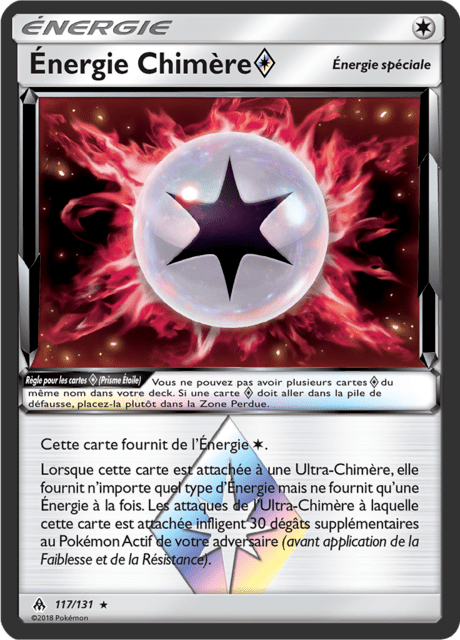 ÉNERGIE
Énergie Chimère
Énergie spéciale
Règle pour les cartes (Prisme Étoile) Vous ne pouvez pas avoir plusieurs cartes du
même nom dans votre deck. Si une carte doit aller dans la pile de
défausse, placez-la plutôt dans la Zone Perdue.
Cette carte fournit de l'Énergie.
Lorsque cette carte est attachée à une Ultra-Chimère, elle
fournit n'importe quel type d'Énergie mais ne fournit qu'une
Énergie à la fois. Les attaques de l'Ultra-Chimère à laquelle
cette carte est attachée infligent 30 dégâts supplémentaires
au Pokémon Actif de votre adversaire (avant application de la
Faiblesse et de la Résistance).
117/131 ★
©2018 Pokémon